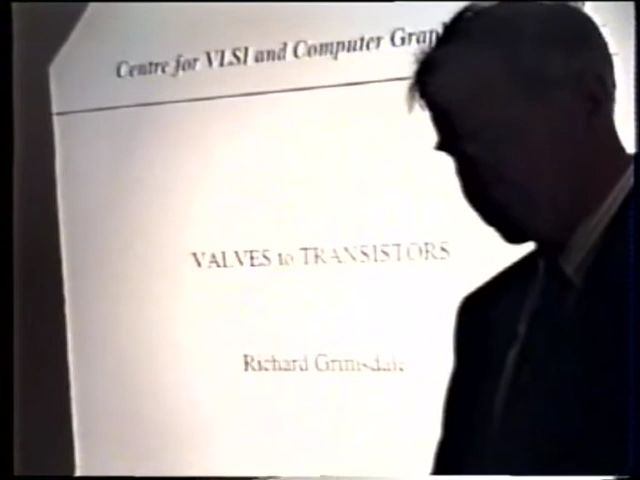 Centre for VLSI and Computer Grap
VALVES to TRANSISTORS
Richard Grimsdale